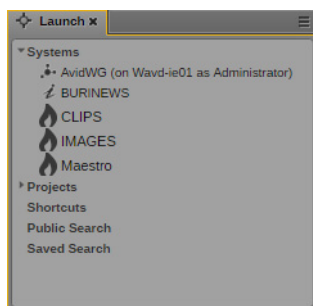 Launch ×
Systems
AvidWG (on Wavd-ie01 as Administrator)
BURINEWS
CLIPS
IMAGES
Maestro
Projects
Shortcuts
Public Search
Saved Search